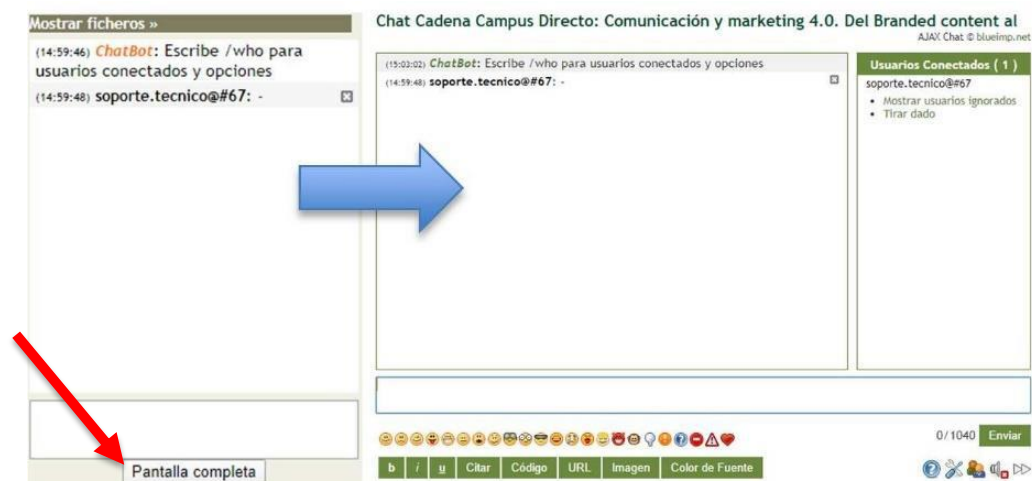 Mostrar ficheros »
(14:59:46) ChatBot: Escribe /who para
usuarios conectados y opciones
(14:59:48) soporte.tecnico@#67: -
Pantalla completa
Chat Cadena Campus Directo: Comunicación y marketing 4.0. Del Branded content al
AJAX Chat © blueimp.net
(15:03:02) ChatBot: Escribe /who para usuarios conectados y opciones
(14:59:48) soporte.tecnico@#67: -
Usuarios Conectados ( 1 )
soporte.tecnico@#67
• Mostrar usuarios ignorados
• Tirar dado
0/1040 Enviar
b i u Citar Código URL Imagen Color de Fuente